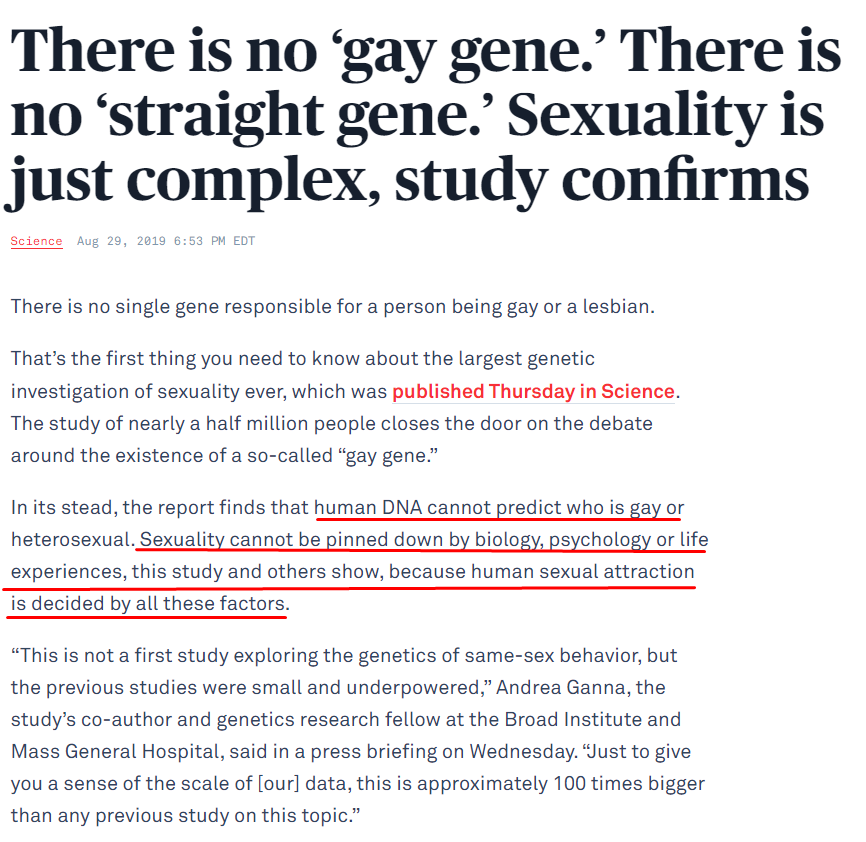 There is no ‘gay gene.’ There is
no ‘straight gene.’ Sexuality is
just complex, study confirms
Science Aug 29, 2019 6:53 PM EDT
There is no single gene responsible for a person being gay or a lesbian.
That’s the first thing you need to know about the largest genetic
investigation of sexuality ever, which was published Thursday in Science.
The study of nearly a half million people closes the door on the debate
around the existence of a so-called “gay gene.”
In its stead, the report finds that human DNA cannot predict who is gay or
heterosexual. Sexuality cannot be pinned down by biology, psychology or life
experiences, this study and others show, because human sexual attraction
is decided by all these factors.
“This is not a first study exploring the genetics of same-sex behavior, but
the previous studies were small and underpowered,” Andrea Ganna, the
study’s co-author and genetics research fellow at the Broad Institute and
Mass General Hospital, said in a press briefing on Wednesday. “Just to give
you a sense of the scale of [our] data, this is approximately 100 times bigger
than any previous study on this topic.”